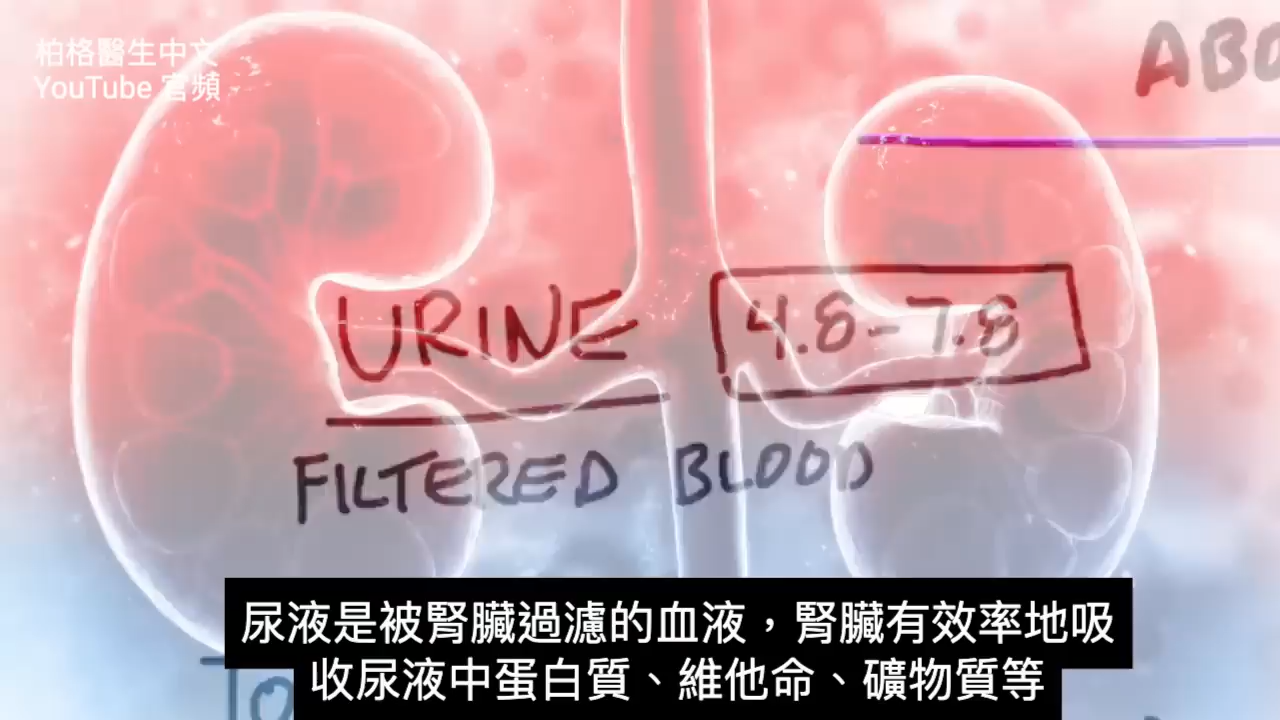 柏格醫生中文
YouTube 官頻
URINE 4.8-7.8
FILTERED BLOOD
尿液是被腎臟過濾的血液，腎臟有效率地吸
收尿液中蛋白質、維他命、礦物質等